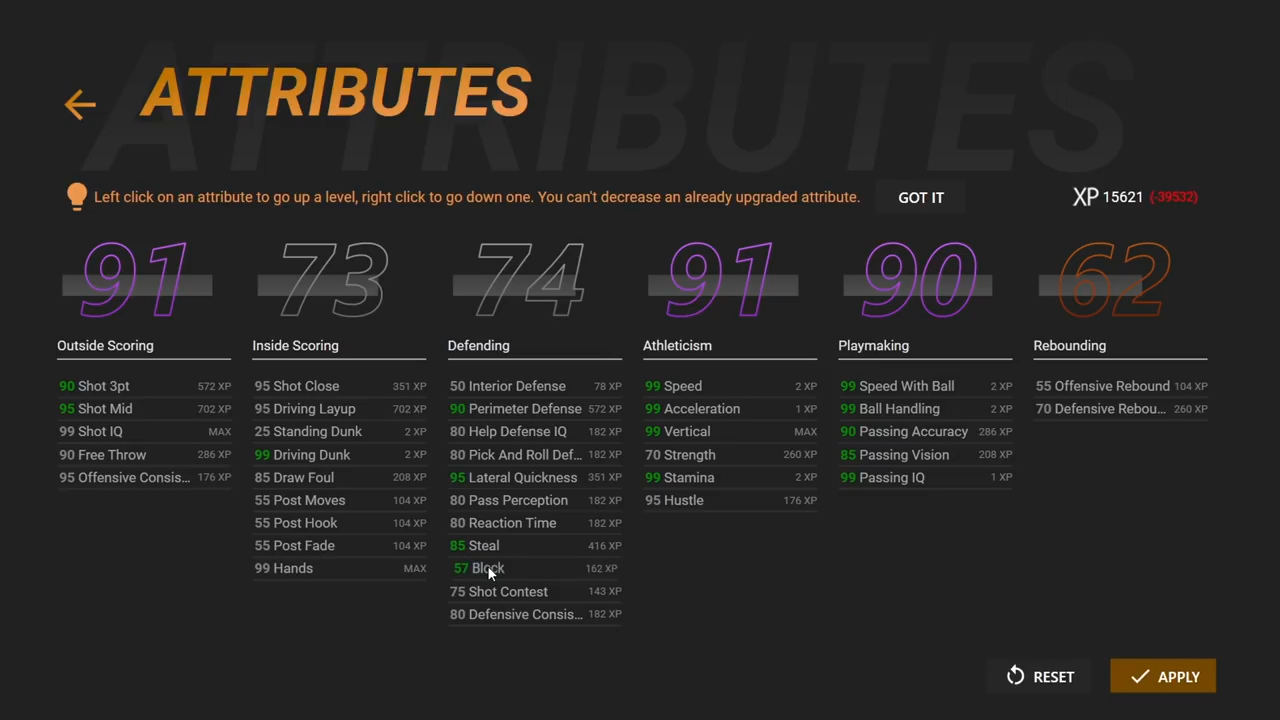 ATTRIBUTES
ATTRIBUTES
Left click on an attribute to go up a level, right click to go down one. You can't decrease an already upgraded attribute.
GOT IT
XP 15621 (-39532)
91
Outside Scoring
90 Shot 3pt 572 XP
95 Shot Mid 702 XP
99 Shot IQ MAX
90 Free Throw 286 XP
95 Offensive Consis... 176 XP
73
Inside Scoring
95 Shot Close 351 XP
95 Driving Layup 702 XP
25 Standing Dunk 2 XP
99 Driving Dunk 2 XP
85 Draw Foul 208 XP
55 Post Moves 104 XP
55 Post Hook 104 XP
55 Post Fade 104 XP
99 Hands MAX
74
Defending
50 Interior Defense 78 XP
90 Perimeter Defense 572 XP
80 Help Defense IQ 182 XP
80 Pick And Roll Def... 182 XP
95 Lateral Quickness 351 XP
80 Pass Perception 182 XP
80 Reaction Time 182 XP
85 Steal 416 XP
57 Block 162 XP
75 Shot Contest 143 XP
80 Defensive Consis... 182 XP
91
Athleticism
99 Speed 2 XP
99 Acceleration 1 XP
99 Vertical MAX
70 Strength 260 XP
99 Stamina 2 XP
95 Hustle 176 XP
90
Playmaking
99 Speed With Ball 2 XP
99 Ball Handling 2 XP
90 Passing Accuracy 286 XP
85 Passing Vision 208 XP
99 Passing IQ 1 XP
62
Rebounding
55 Offensive Rebound 104 XP
70 Defensive Rebou... 260 XP
RESET
APPLY